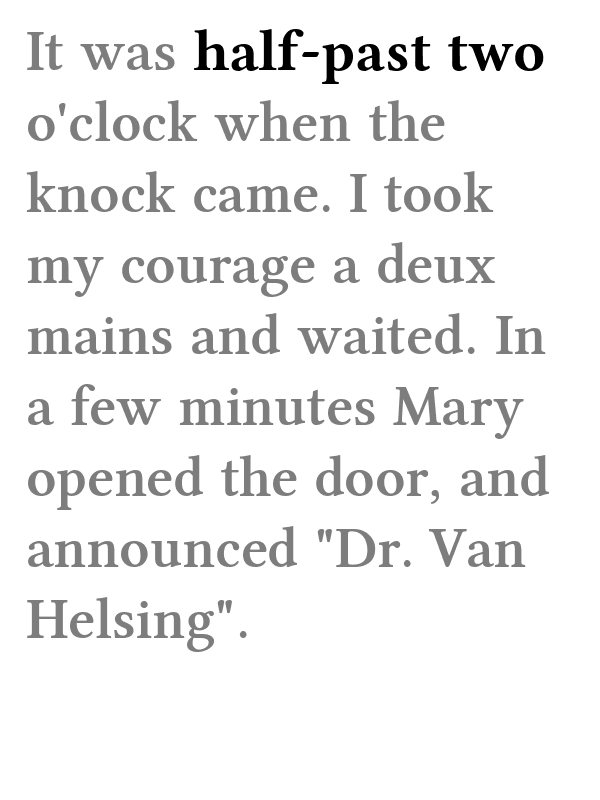 It was half-past two
o'clock when the
knock came. I took
my courage a deux
mains and waited. In
a few minutes Mary
opened the door, and
announced "Dr. Van
Helsing".